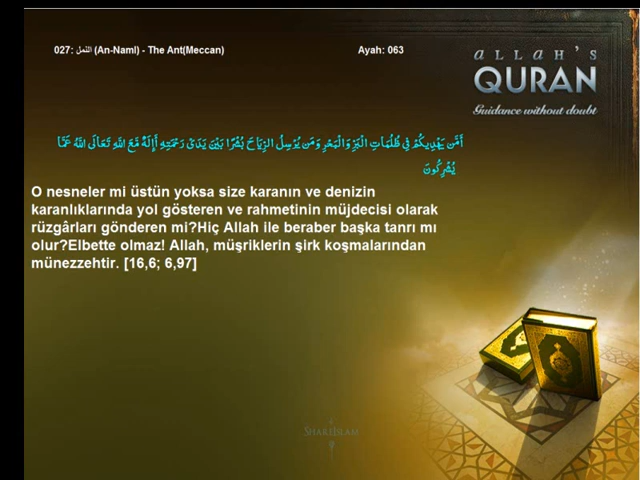 027: النمل (An-Naml) - The Ant(Meccan) Ayah: 063
ALLAH'S
QURAN
Guidance without doubt
أَمَّن يَهْدِيكُمْ فِي ظُلُمَاتِ الْبَرِّ وَالْبَحْرِ وَمَن يُرْسِلُ الرِّيَاحَ بُشْرًا بَيْنَ يَدَيْ رَحْمَتِهِ أَإِلَهٌ مَّعَ اللَّهِ تَعَالَى اللَّهُ عَمَّا
يُشْرِكُونَ
O nesneler mi üstün yoksa size karanın ve denizin
karanlıklarında yol gösteren ve rahmetinin müjdecisi olarak
rüzgârları gönderen mi?Hiç Allah ile beraber başka tanrı mı
olur?Elbette olmaz! Allah, müşriklerin şirk koşmalarından
münezzehtir. [16,6; 6,97]
SHAREISLAM